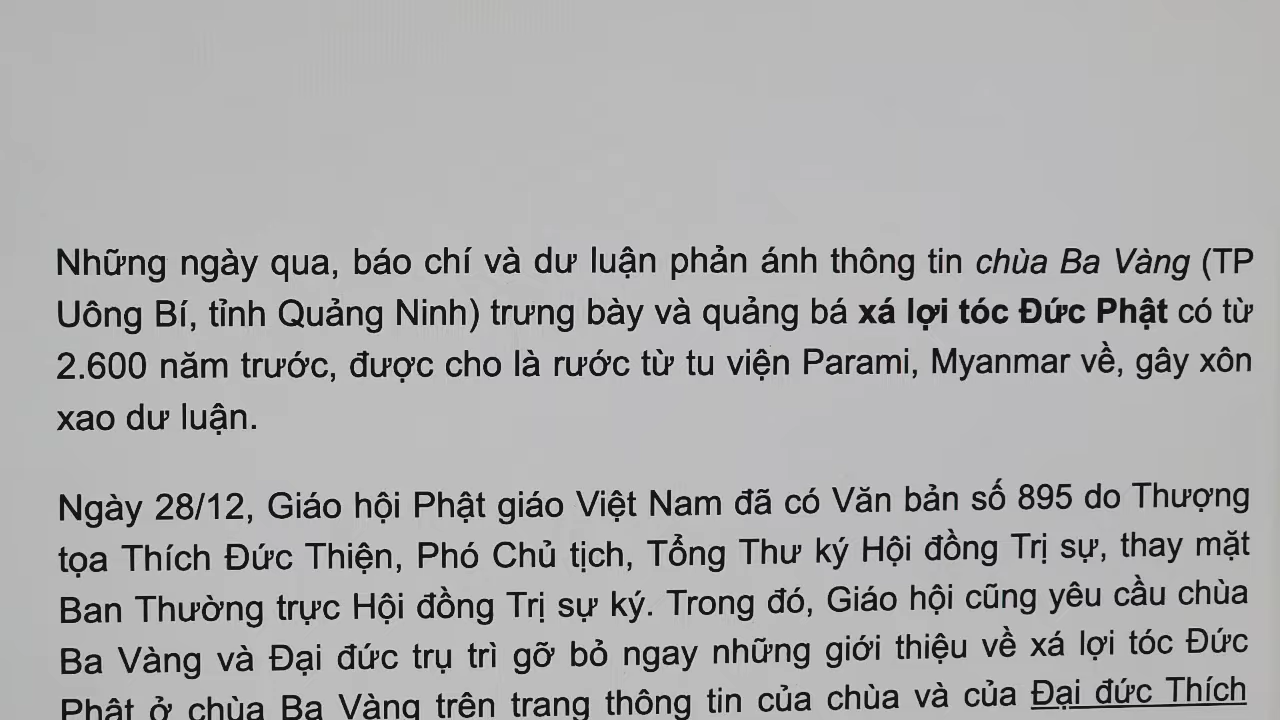 Những ngày qua, báo chí và dư luận phản ánh thông tin chùa Ba Vàng (TP
Uông Bí, tỉnh Quảng Ninh) trưng bày và quảng bá xá lợi tóc Đức Phật có từ
2.600 năm trước, được cho là rước từ tu viện Parami, Myanmar về, gây xôn
xao dư luận.
Ngày 28/12, Giáo hội Phật giáo Việt Nam đã có Văn bản số 895 do Thượng
tọa Thích Đức Thiện, Phó Chủ tịch, Tổng Thư ký Hội đồng Trị sự, thay mặt
Ban Thường trực Hội đồng Trị sự ký. Trong đó, Giáo hội cũng yêu cầu chùa
Ba Vàng và Đại đức trụ trì gỡ bỏ ngay những giới thiệu về xá lợi tóc Đức
Phật ở chùa Ba Vàng trên trang thông tin của chùa và của Đại đức Thích